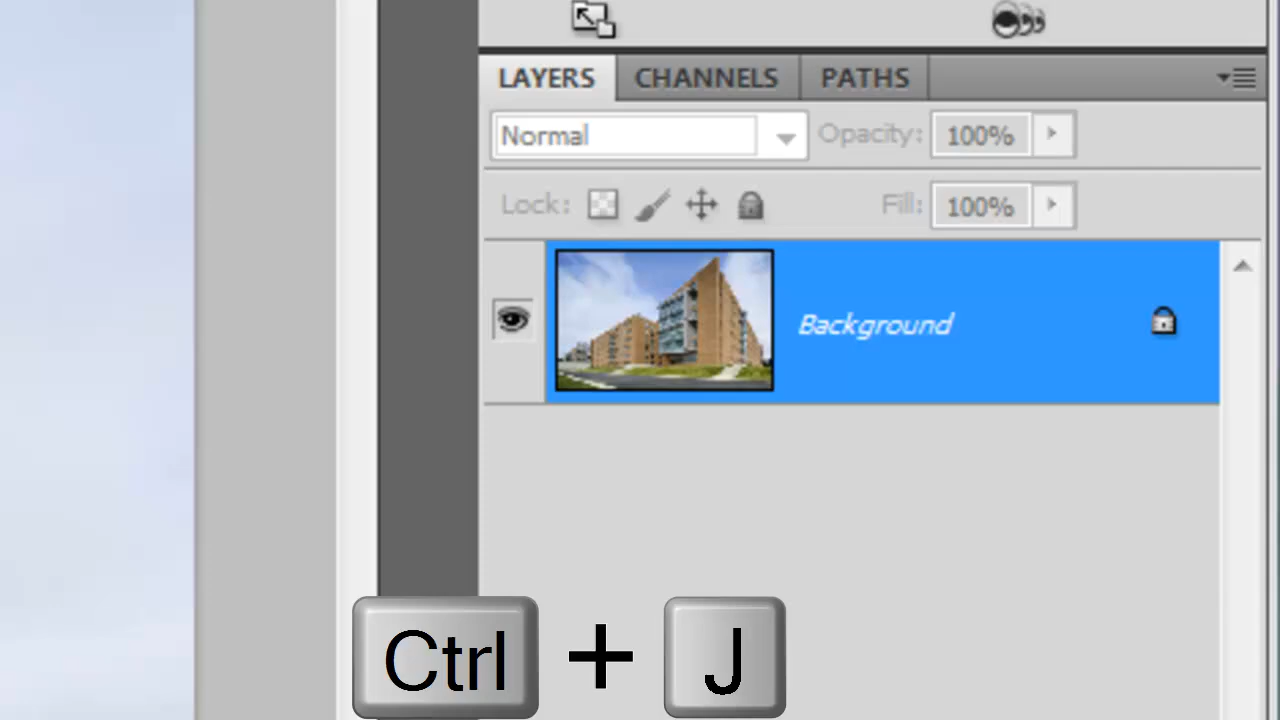 LAYERS CHANNELS PATHS
Normal Opacity: 100%
Lock: Fill: 100%
Background
Ctrl + J